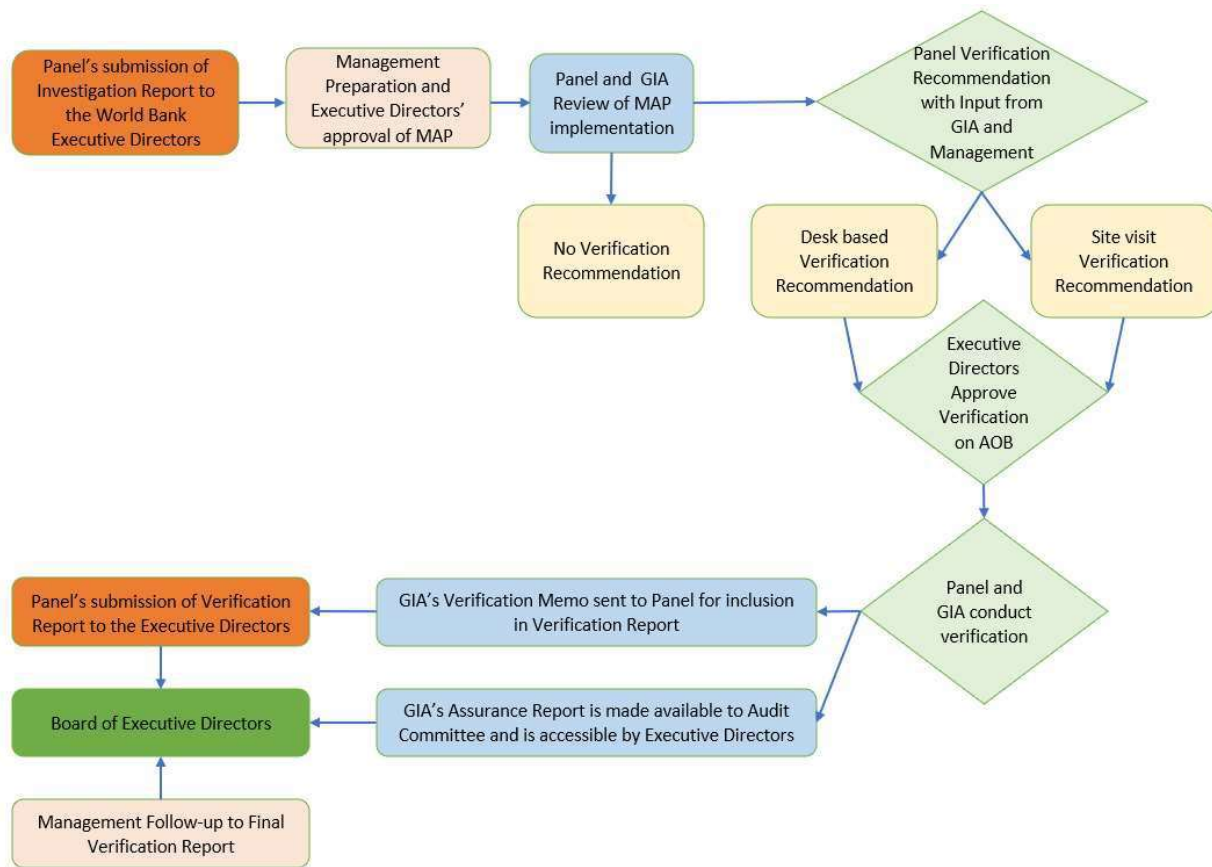 Panel’s submission of
Investigation Report to
the World Bank
Executive Directors
Management
Preparation and
Executive Directors’
approval of MAP
Panel and GIA
Review of MAP
implementation
Panel Verification
Recommendation
with Input from
GIA and
Management
No Verification
Recommendation
Desk based
Verification
Recommendation
Site visit
Verification
Recommendation
Executive
Directors
Approve
Verification
on AOB
Panel and
GIA conduct
verification
GIA’s Verification Memo sent to Panel for inclusion
in Verification Report
Panel’s submission of Verification
Report to the Executive Directors
GIA’s Assurance Report is made available to Audit
Committee and is accessible by Executive Directors
Board of Executive Directors
Management Follow-up to Final
Verification Report